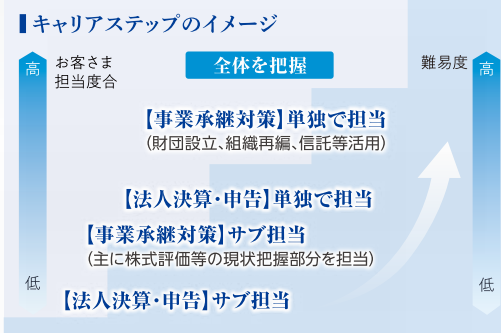 キャリアステップのイメージ
高
お客さま
担当度合
全体を把握
難易度
高
【事業承継対策】単独で担当
(財団設立、組織再編、信託等活用)
【法人決算・申告】単独で担当
【事業承継対策】サブ担当
(主に株式評価等の現状把握部分を担当)
低
低
【法人決算・申告】サブ担当